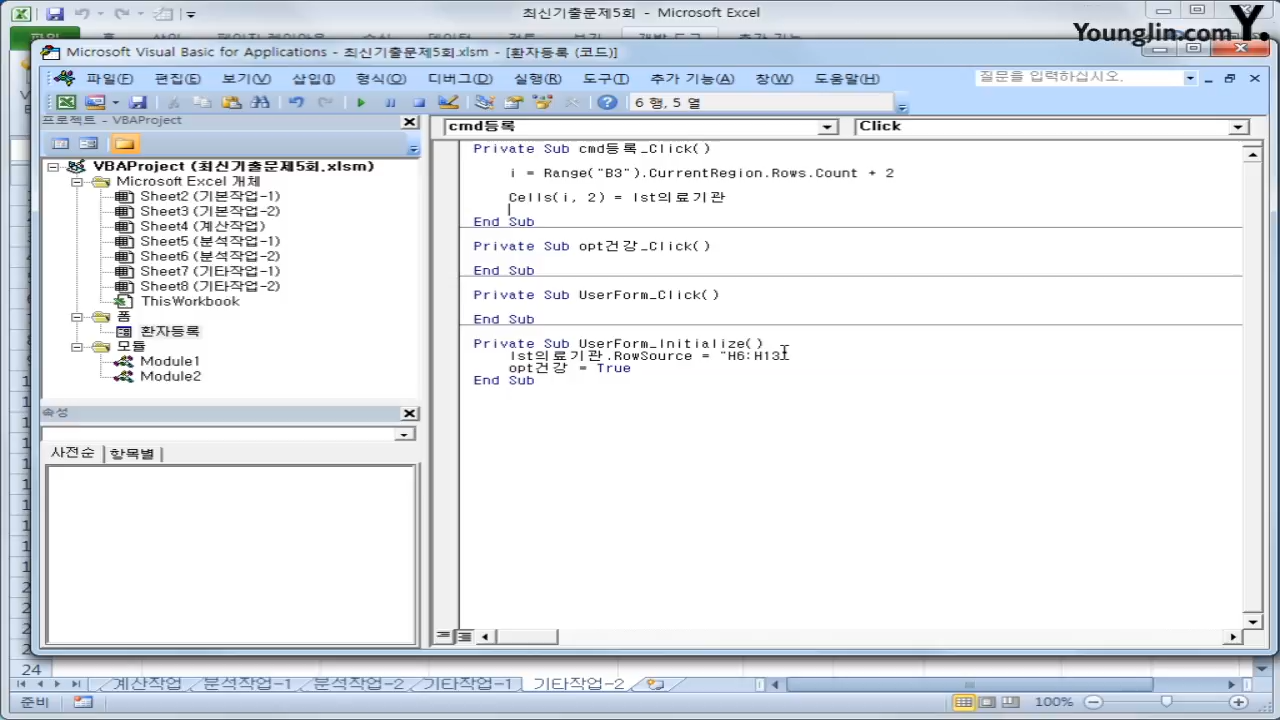 최신기출문제5회 - Microsoft Excel
YoungJin.com Y.
Microsoft Visual Basic for Applications - 최신기출문제5회.xlsm - [환자등록 (코드)]
파일(F) 편집(E) 보기(V) 삽입(I) 형식(O) 디버그(D) 실행(R) 도구(T) 추가 기능(A) 창(W) 도움말(H) 질문을 입력하십시오.
6 행, 5 열
프로젝트 - VBAProject
cmd등록 Click
VBAProject (최신기출문제5회.xlsm)
Microsoft Excel 개체
Sheet2 (기본작업-1)
Sheet3 (기본작업-2)
Sheet4 (계산작업)
Sheet5 (분석작업-1)
Sheet6 (분석작업-2)
Sheet7 (기타작업-1)
Sheet8 (기타작업-2)
ThisWorkbook
폼
환자등록
모듈
Module1
Module2
속성
사전순 항목별
Private Sub cmd등록_Click()
i = Range("B3").CurrentRegion.Rows.Count + 2
Cells(i, 2) = lst의료기관
End Sub
Private Sub opt건강_Click()
End Sub
Private Sub UserForm_Click()
End Sub
Private Sub UserForm_Initialize()
lst의료기관.RowSource = "H6:H13
opt건강 = True
End Sub
24
계산작업 분석작업-1 분석작업-2 기타작업-1 기타작업-2
준비 100%